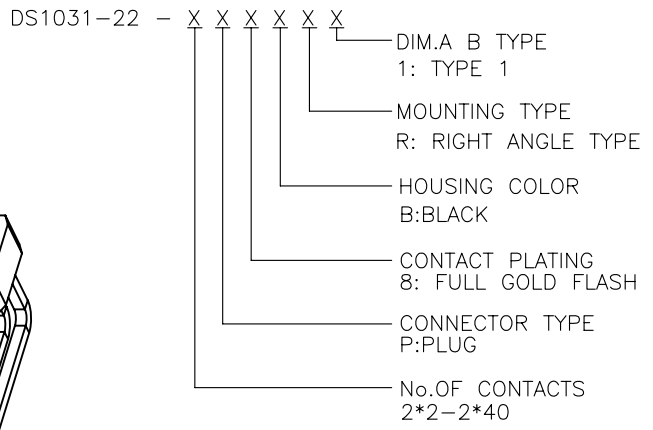 DS1031-22 - X X X X X X
DIM.A B TYPE
1: TYPE 1
MOUNTING TYPE
R: RIGHT ANGLE TYPE
HOUSING COLOR
B:BLACK
CONTACT PLATING
8: FULL GOLD FLASH
CONNECTOR TYPE
P:PLUG
No.OF CONTACTS
2*2-2*40